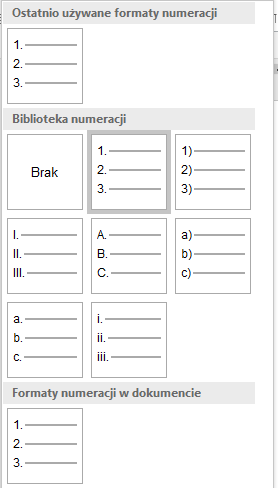 Ostatnio używane formaty numeracji
1.
2.
3.
Biblioteka numeracji
Brak
1.
2.
3.
1)
2)
3)
I.
II.
III.
A.
B.
C.
a)
b)
c)
a.
b.
c.
i.
ii.
iii.
Formaty numeracji w dokumencie
1.
2.
3.